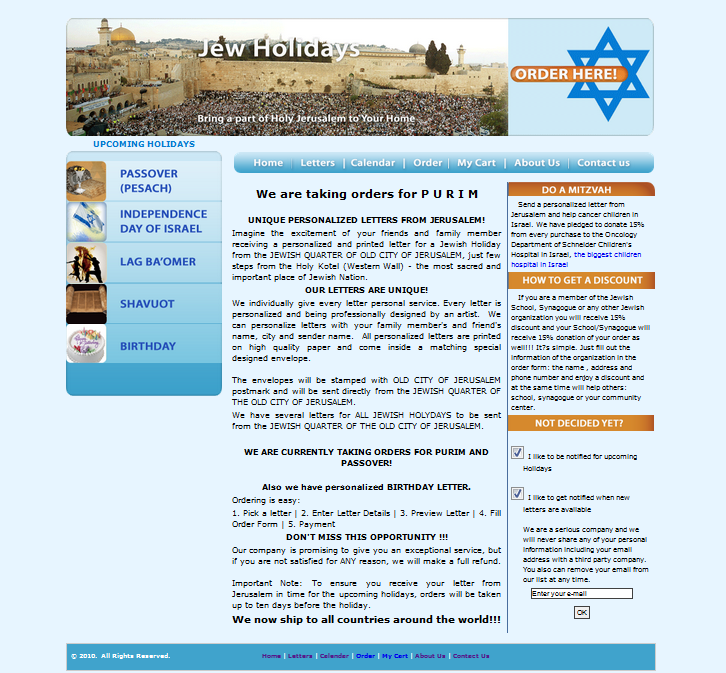 Jew Holidays
Bring a part of Holy Jerusalem to Your Home
ORDER HERE!
UPCOMING HOLIDAYS
PASSOVER
(PESACH)
INDEPENDENCE
DAY OF ISRAEL
LAG BA'OMER
SHAVUOT
BIRTHDAY
Home | Letters | Calendar | Order | My Cart | About Us | Contact us
We are taking orders for P U R I M
UNIQUE PERSONALIZED LETTERS FROM JERUSALEM!
Imagine the excitement of your friends and family member
receiving a personalized and printed letter for a Jewish Holiday
from the JEWISH QUARTER OF OLD CITY OF JERUSALEM, just few
steps from the Holy Kotel (Western Wall) - the most sacred and
important place of Jewish Nation.
OUR LETTERS ARE UNIQUE!
We individually give every letter personal service. Every letter is
personalized and being professionally designed by an artist. We
can personalize letters with your family member's and friend's
name, city and sender name. All personalized letters are printed
on high quality paper and come inside a matching special
designed envelope.
The envelopes will be stamped with OLD CITY OF JERUSALEM
postmark and will be sent directly from the JEWISH QUARTER OF
THE OLD CITY OF JERUSALEM.
We have several letters for ALL JEWISH HOLYDAYS to be sent
from the JEWISH QUARTER OF THE OLD CITY OF JERUSALEM.
WE ARE CURRENTLY TAKING ORDERS FOR PURIM AND
PASSOVER!
Also we have personalized BIRTHDAY LETTER.
Ordering is easy:
1. Pick a letter | 2. Enter Letter Details | 3. Preview Letter | 4. Fill
Order Form | 5. Payment
DON'T MISS THIS OPPORTUNITY !!!
Our company is promising to give you an exceptional service, but
if you are not satisfied for ANY reason, we will make a full refund.
Important Note: To ensure you receive your letter from
Jerusalem in time for the upcoming holidays, orders will be taken
up to ten days before the holiday.
We now ship to all countries around the world!!!
DO A MITZVAH
Send a personalized letter from
Jerusalem and help cancer children in
Israel. We have pledged to donate 15%
from every purchase to the Oncology
Department of Schneider Children's
Hospital in Israel, the biggest children
hospital in Israel
HOW TO GET A DISCOUNT
If you are a member of the Jewish
School, Synagogue or any other Jewish
organization you will receive 15%
discount and your School/Synagogue will
receive 15% donation of your order as
well!!! It?s simple. Just fill out the
information of the organization in the
order form: the name , address and
phone number and enjoy a discount and
at the same time will help others:
school, synagogue or your community
center.
NOT DECIDED YET?
I like to be notified for upcoming
Holidays
I like to get notified when new
letters are available
We are a serious company and we
will never share any of your personal
information including your email
address with a third party company.
You also can remove your email from
our list at any time.
Enter your e-mail
OK
© 2010. All Rights Reserved.
Home | Letters | Calendar | Order | My Cart | About Us | Contact Us